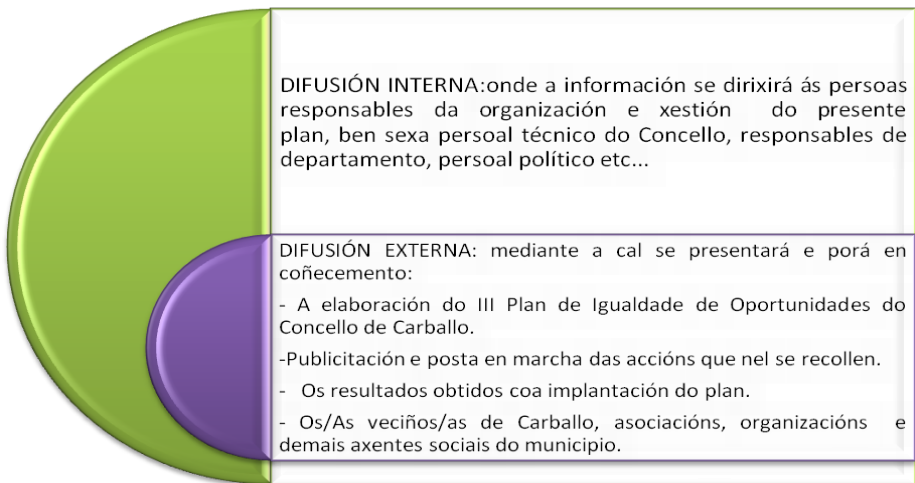 DIFUSIÓN INTERNA:onde a información se dirixirá ás persoas
responsables da organización e xestión do presente
plan, ben sexa persoal técnico do Concello, responsables de
departamento, persoal político etc...
DIFUSIÓN EXTERNA: mediante a cal se presentará e porá en
coñecemento:
- A elaboración do III Plan de Igualdade de Oportunidades do
Concello de Carballo.
-Publicitación e posta en marcha das accións que nel se recollen.
- Os resultados obtidos coa implantación do plan.
- Os/As veciños/as de Carballo, asociacións, organizacións e
demais axentes sociais do municipio.